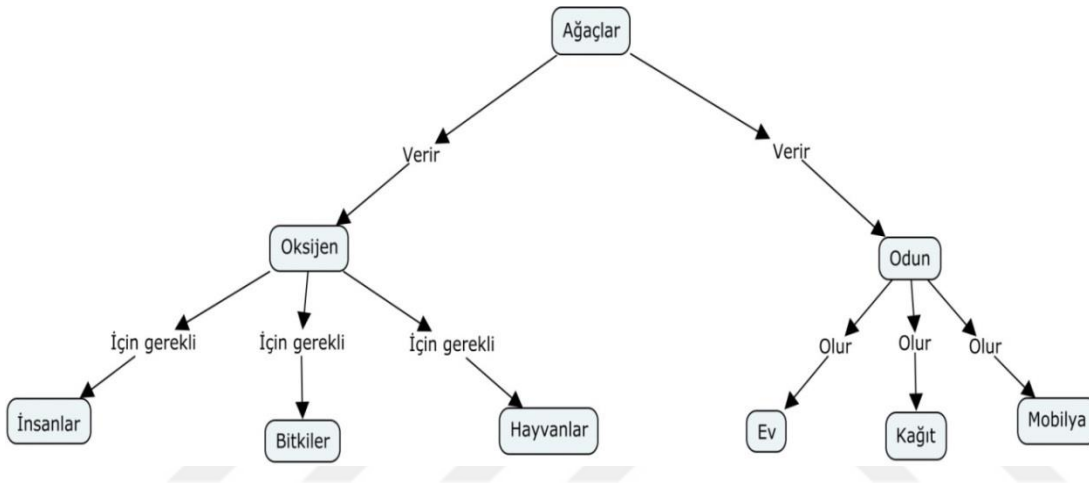 Ağaçlar
Verir
Verir
Oksijen
Odun
İçin gerekli
İçin gerekli
İçin gerekli
Olur
Olur
Olur
İnsanlar
Bitkiler
Hayvanlar
Ev
Kağıt
Mobilya